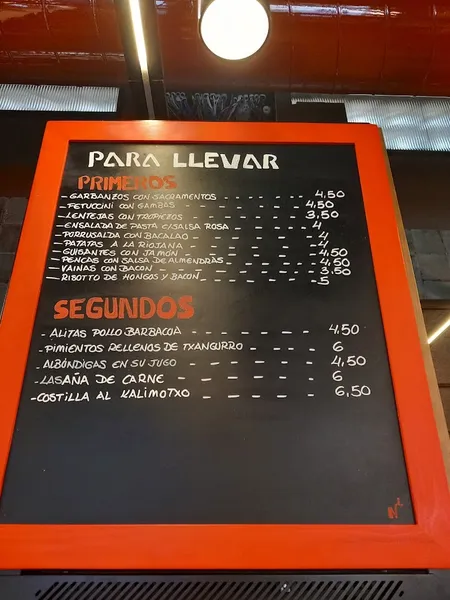 PARA LLEVAR
PRIMEROS
- GARBANZOS CON SACRAMENTOS - - - - - - 4,50
- FETUCCINI CON GAMBAS - - - - - - 4,50
- LENTEJAS CON TROPIEZOS - - - - - - 3,50
- ENSALADA DE PASTA C/SALSA ROSA - - - - 4
- PORRUSALDA CON BACALAO - - - - - - 4
- PATATAS A LA RIOJANA - - - - - - 4
- GUISANTES CON JAMÓN - - - - - - 4,50
- PENCAS CON SALSA DE ALMENDRAS - - - - 4,50
- VAINAS CON BACON - - - - - - 3,50
- RISOTTO DE HONGOS Y BACON - - - - - - 5
SEGUNDOS
- ALITAS POLLO BARBACOA - - - - - - 4,50
- PIMIENTOS RELLENOS DE TXANGURRO - - - - - 6
- ALBÓNDIGAS EN SU JUGO - - - - - - 4,50
- LASAÑA DE CARNE - - - - - - 6
- COSTILLA AL KALIMOTXO - - - - - - 6,50